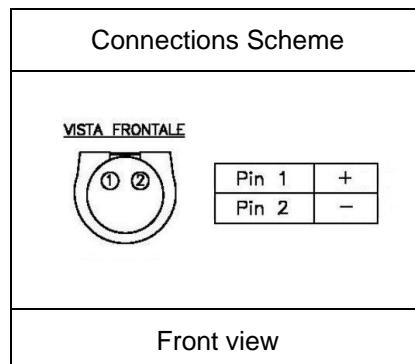 Connections Scheme
VISTA FRONTALE
1 2
Pin 1 +
Pin 2 −
Front view